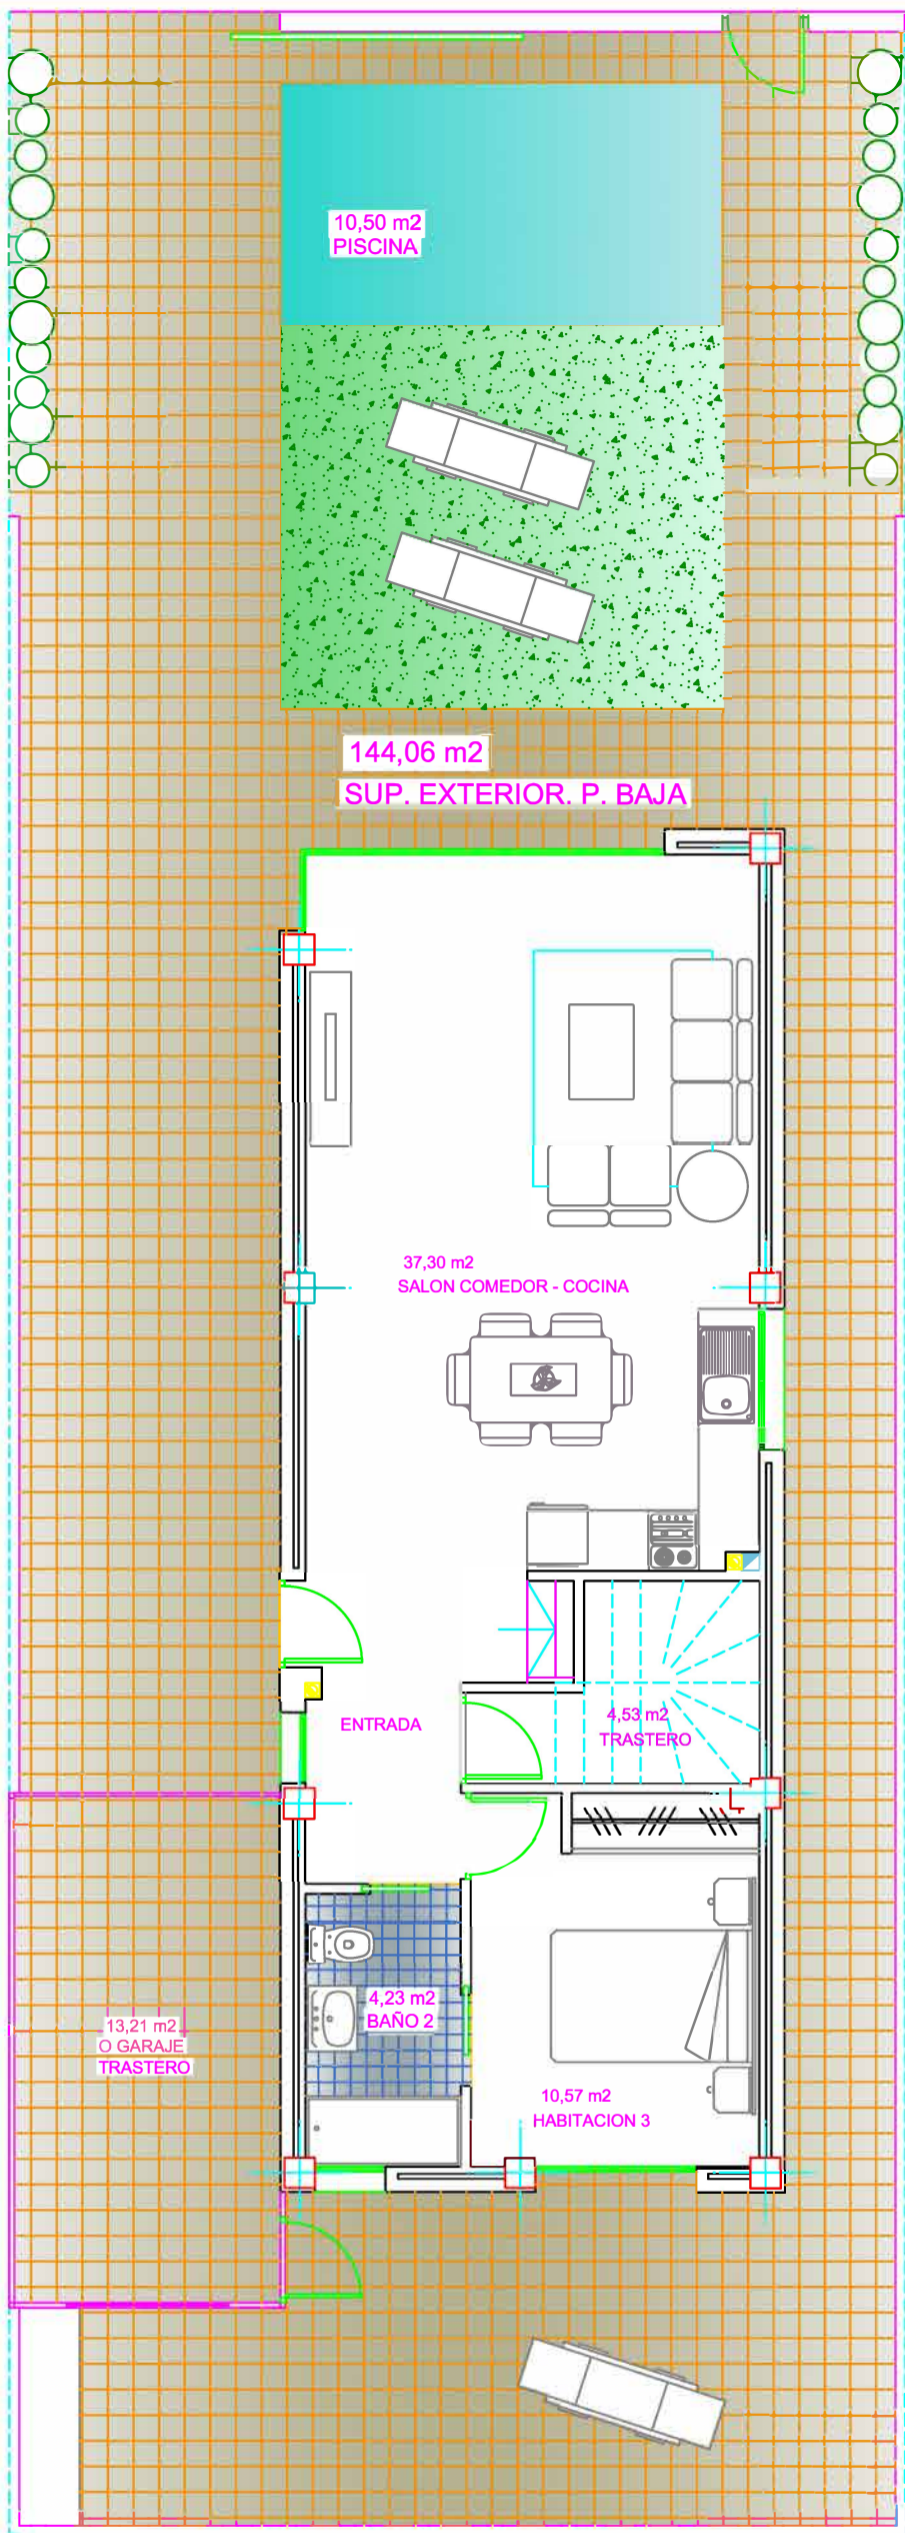 10,50 m2
PISCINA
144,06 m2
SUP. EXTERIOR. P. BAJA
37,30 m2
SALON COMEDOR - COCINA
ENTRADA
4,53 m2
TRASTERO
4,23 m2
BAÑO 2
13,21 m2
O GARAJE
TRASTERO
10,57 m2
HABITACION 3